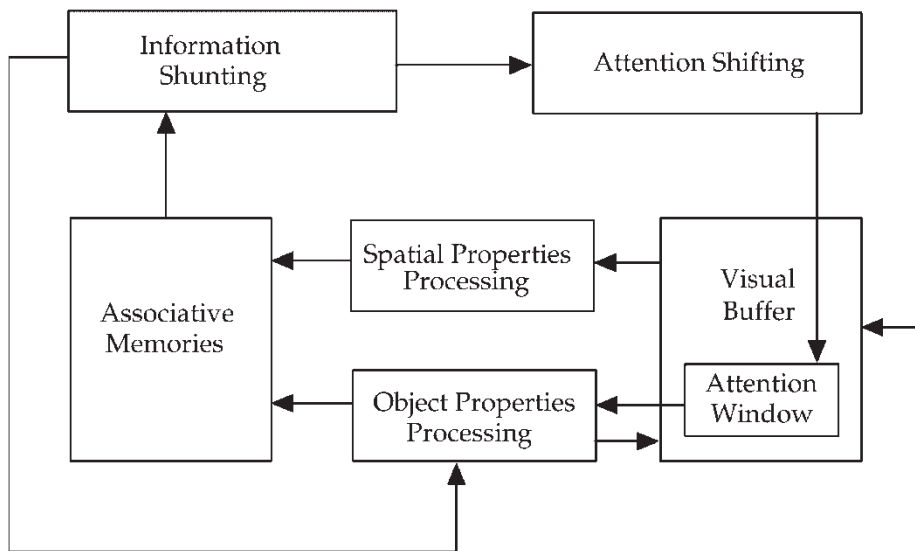 Information
Shunting
Attention Shifting
Spatial Properties
Processing
Visual
Buffer
Associative
Memories
Attention
Window
Object Properties
Processing